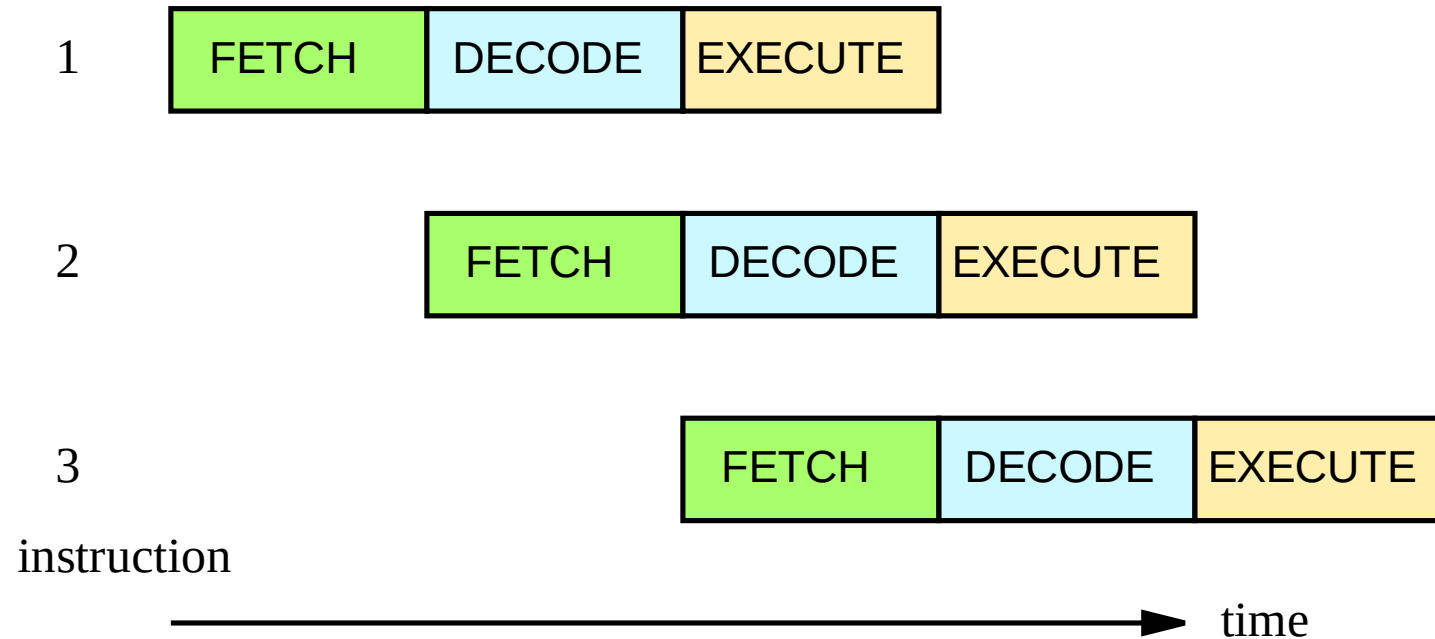 1 FETCH DECODE EXECUTE
2 FETCH DECODE EXECUTE
3 FETCH DECODE EXECUTE
instruction
time